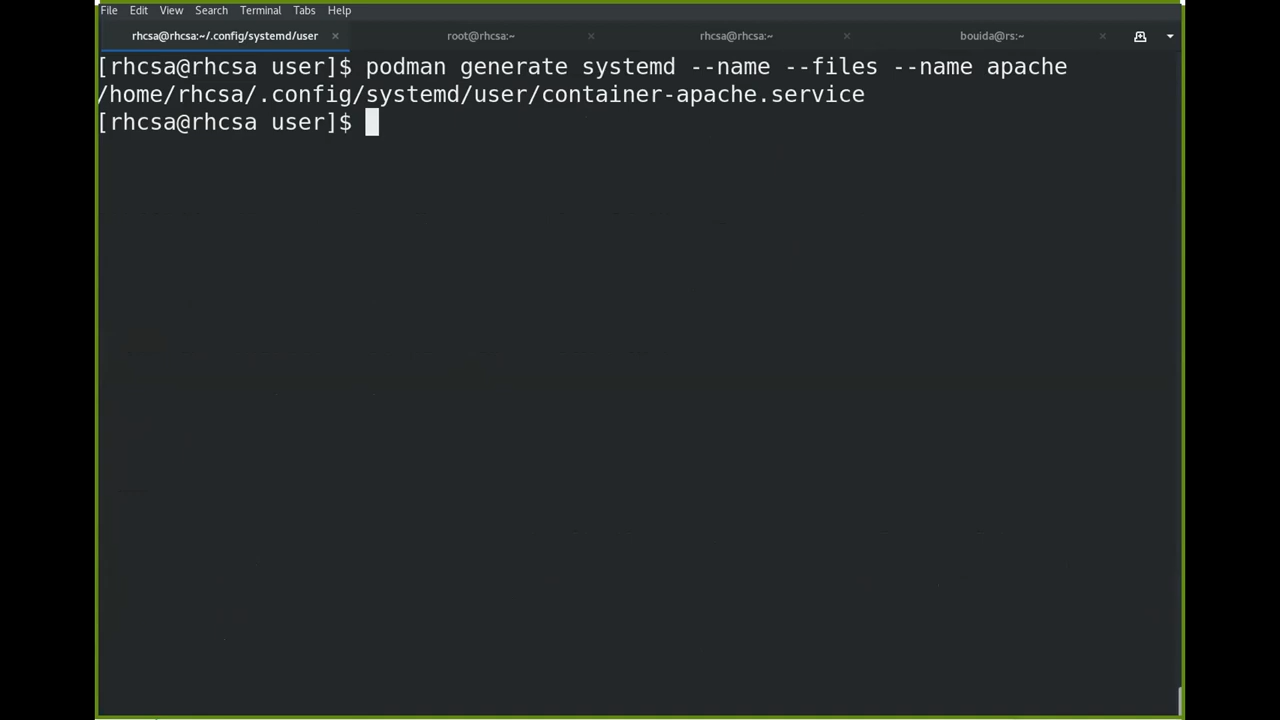 File Edit View Search Terminal Tabs Help
rhcsa@rhcsa:~/.config/systemd/user × root@rhcsa:~ × rhcsa@rhcsa:~ × bouida@rs:~ ×
[rhcsa@rhcsa user]$ podman generate systemd --name --files --name apache
/home/rhcsa/.config/systemd/user/container-apache.service
[rhcsa@rhcsa user]$